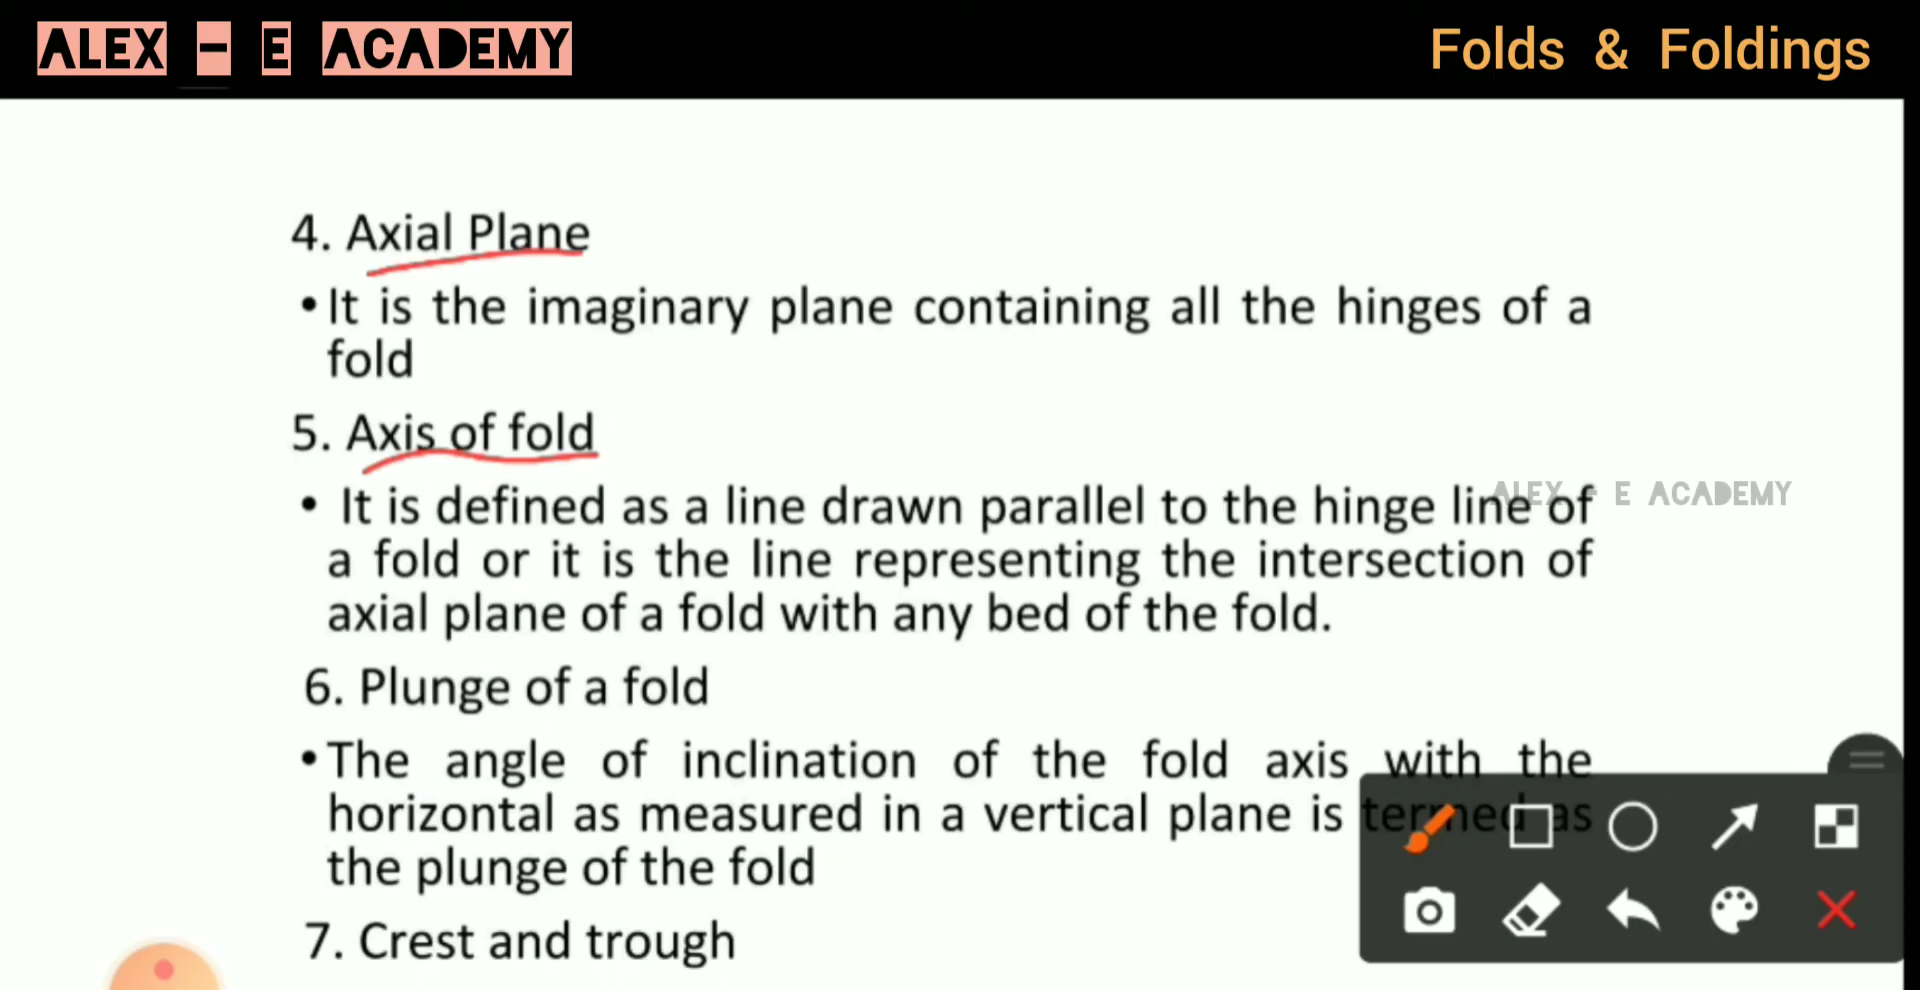 ALEX - E ACADEMY
Folds & Foldings
4. Axial Plane
• It is the imaginary plane containing all the hinges of a
fold
5. Axis of fold
• It is defined as a line drawn parallel to the hinge line of
a fold or it is the line representing the intersection of
axial plane of a fold with any bed of the fold.
ALEX - E ACADEMY
6. Plunge of a fold
• The angle of inclination of the fold axis with the
horizontal as measured in a vertical plane is termed as
the plunge of the fold
7. Crest and trough